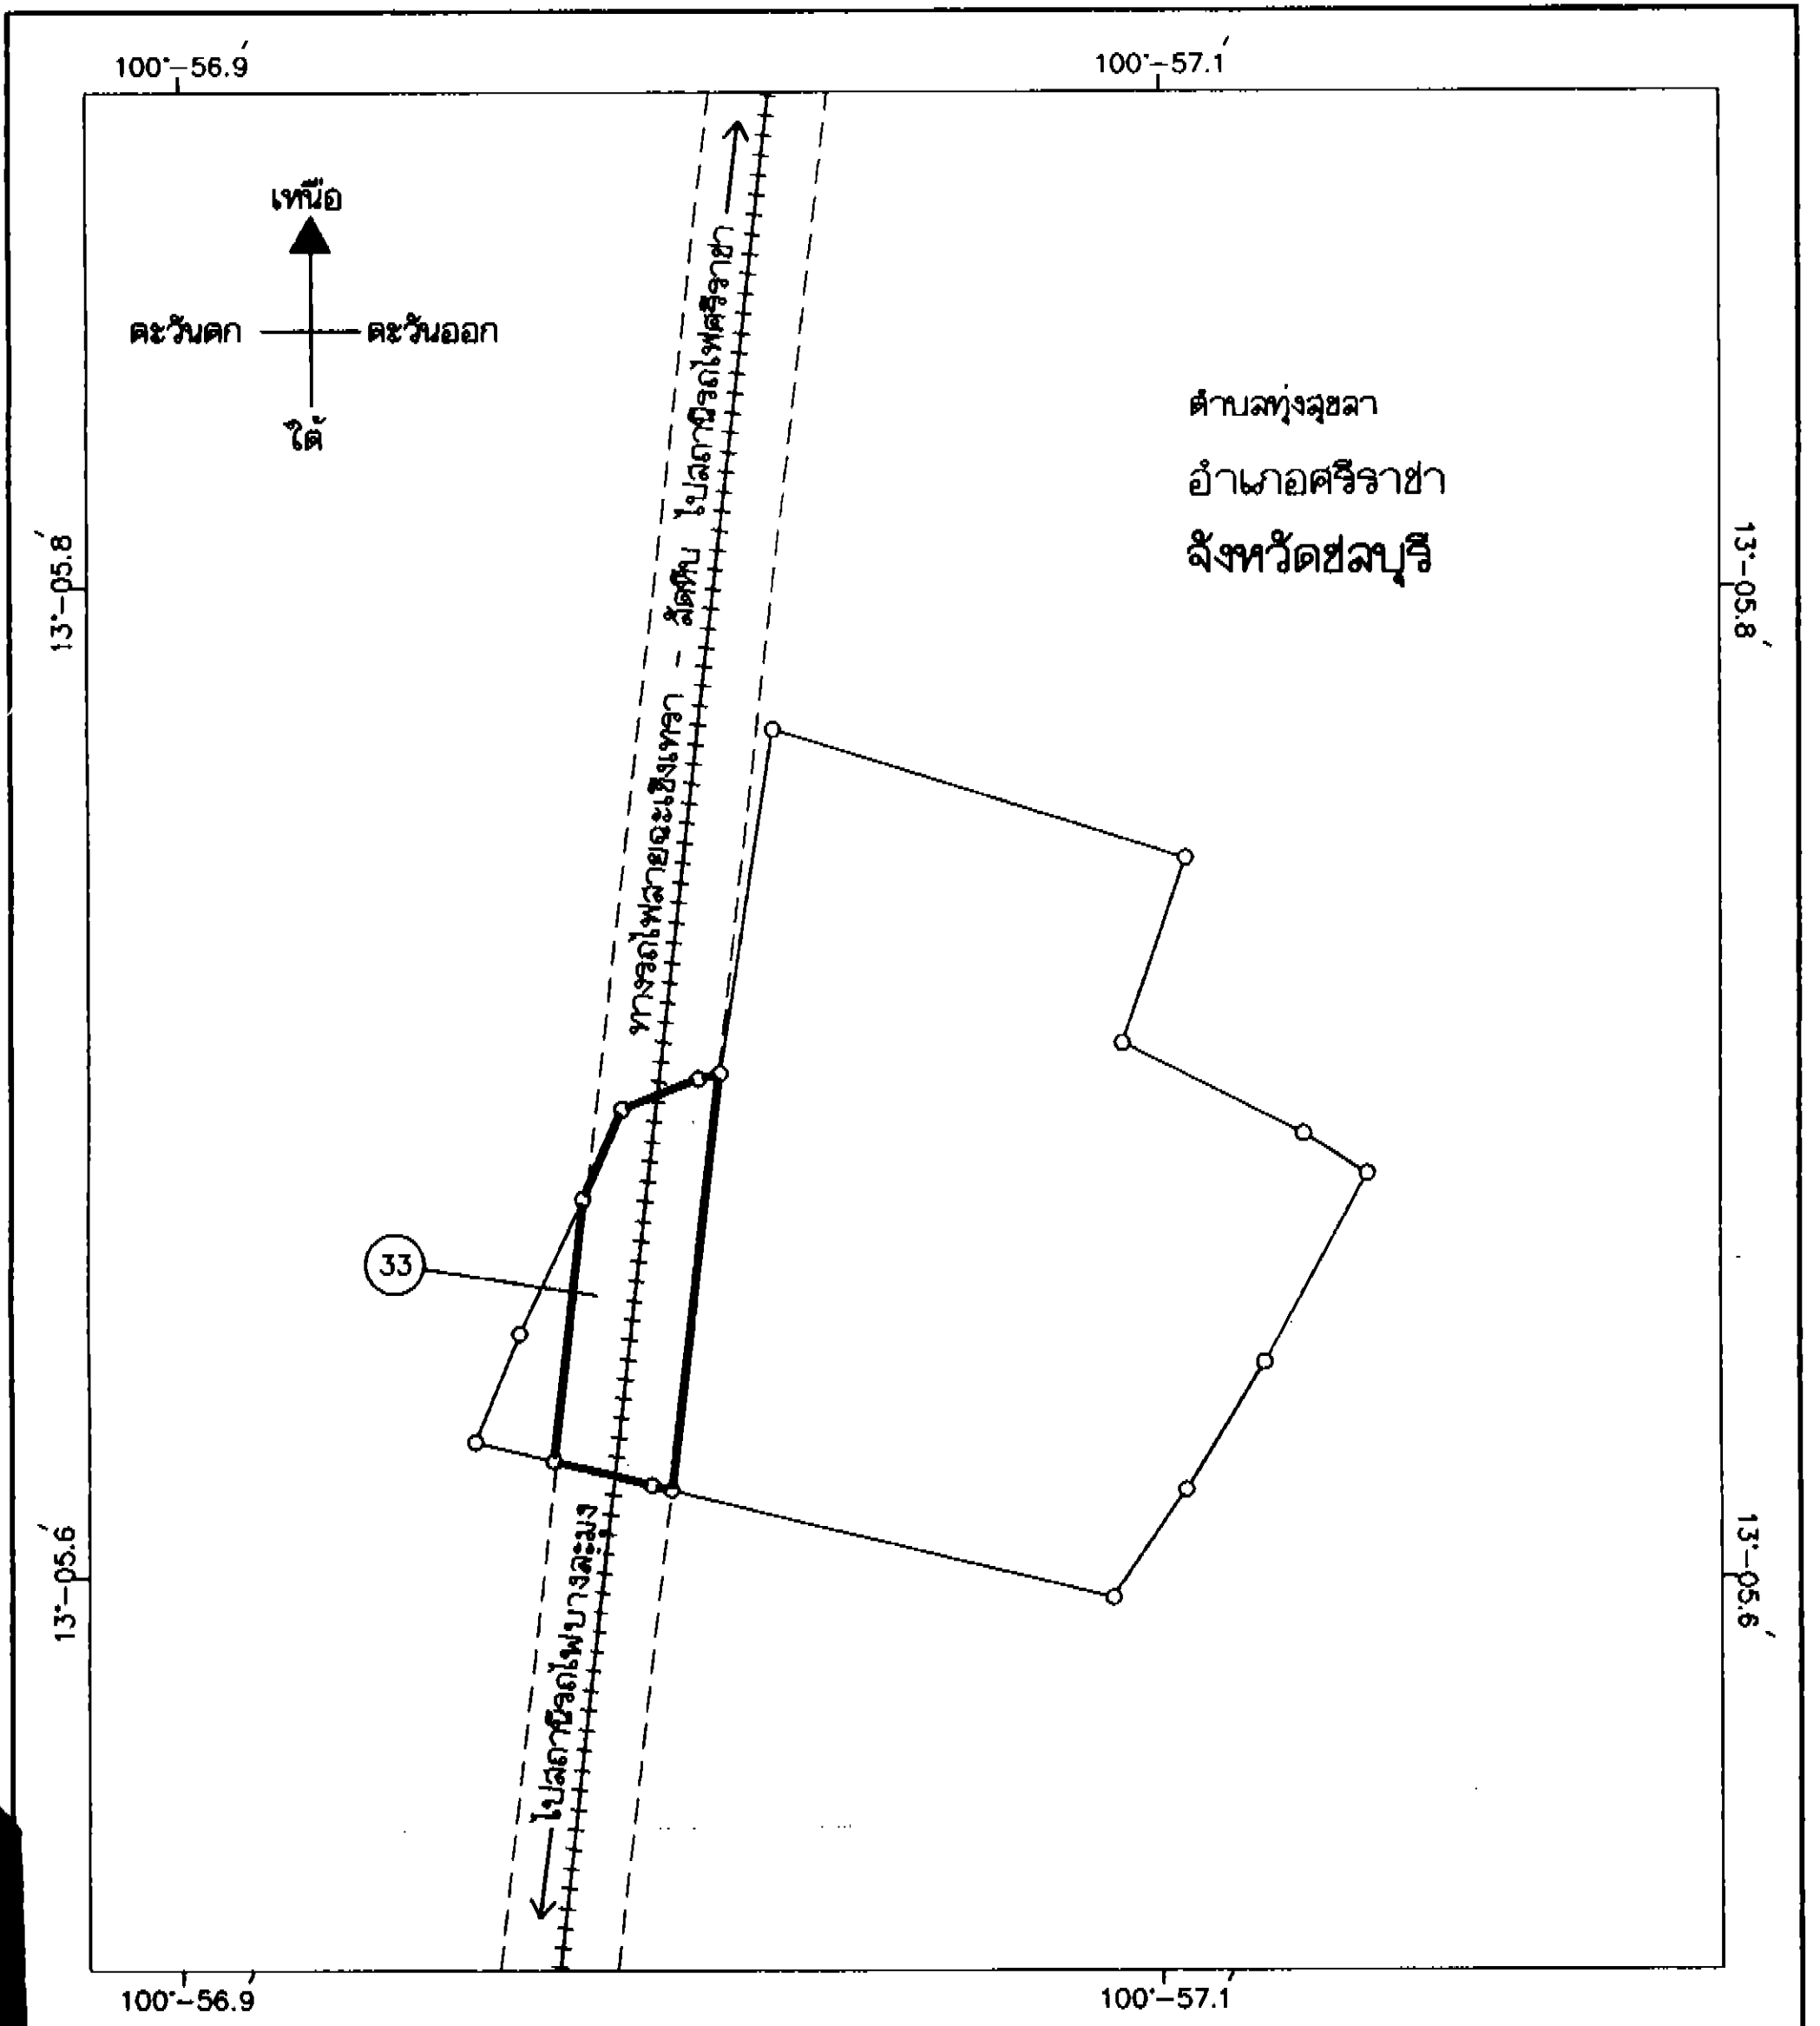 100°-56.9′ 100°-57.1′
เหนือ
ตะวันตก ตะวันออก
ใต้
ตำบลทุ่งสุขลา
อำเภอศรีราชา
จังหวัดชลบุรี
13°-05.8′ 13°-05.8′
ทางรถไฟสายฉะเชิงเทรา - สัตหีบ ไปสถานีรถไฟศรีราชา
33
13°-05.6′ 13°-05.6′
ไปสถานีรถไฟบางละมุง
100°-56.9′ 100°-57.1′